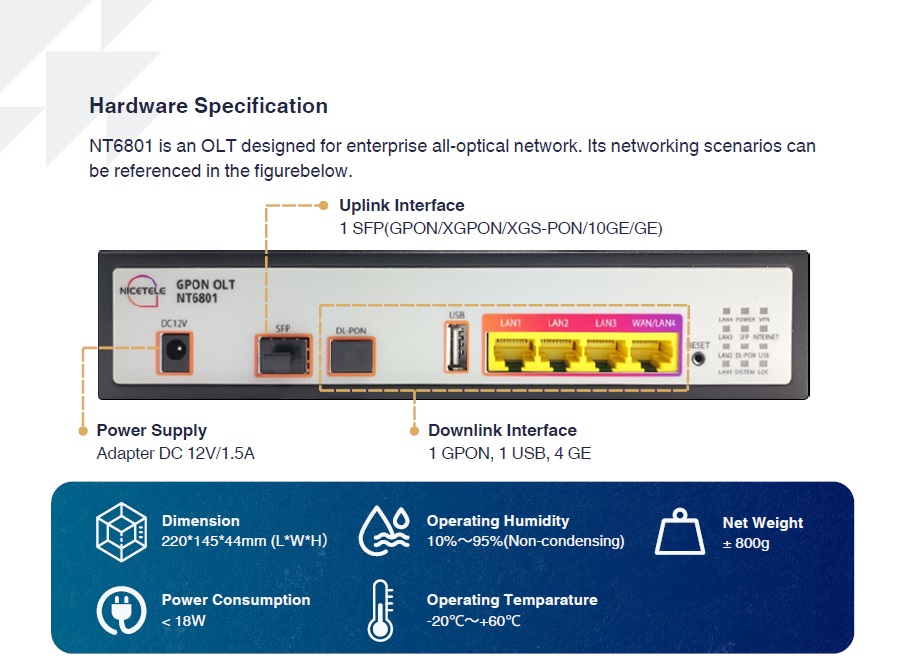 Hardware Specification
NT6801 is an OLT designed for enterprise all-optical network. Its networking scenarios can
be referenced in the figurebelow.
Uplink Interface
1 SFP(GPON/XGPON/XGS-PON/10GE/GE)
NICETELE
GPON OLT
NT6801
DC12V
SFP
DL-PON
USB
LAN1 LAN2 LAN3 WAN/LAN4
ESET
LAN4 POWER VPN
LAN3 SFP INTERNET
LAN2 DL-PON USB
LAN1 SYSTEM LOS
Power Supply
Adapter DC 12V/1.5A
Downlink Interface
1 GPON, 1 USB, 4 GE
Dimension
220*145*44mm (L*W*H)
Operating Humidity
10%～95%(Non-condensing)
Net Weight
± 800g
Power Consumption
< 18W
Operating Temparature
-20℃～+60℃